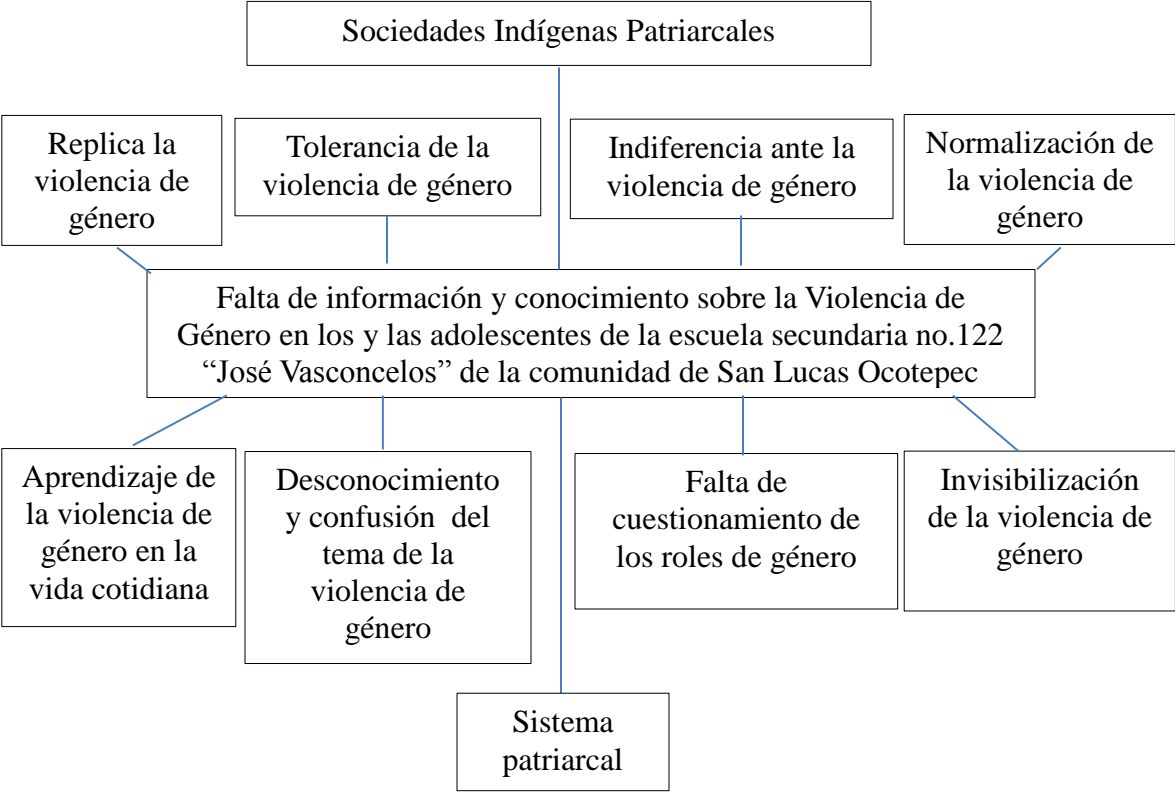 Sociedades Indígenas Patriarcales
Replica la
violencia de
género
Tolerancia de la
violencia de género
Indiferencia ante la
violencia de género
Normalización de
la violencia de
género
Falta de información y conocimiento sobre la Violencia de
Género en los y las adolescentes de la escuela secundaria no.122
“José Vasconcelos” de la comunidad de San Lucas Ocotepec
Aprendizaje de
la violencia de
género en la
vida cotidiana
Desconocimiento
y confusión del
tema de la
violencia de
género
Falta de
cuestionamiento de
los roles de género
Invisibilización
de la violencia de
género
Sistema
patriarcal